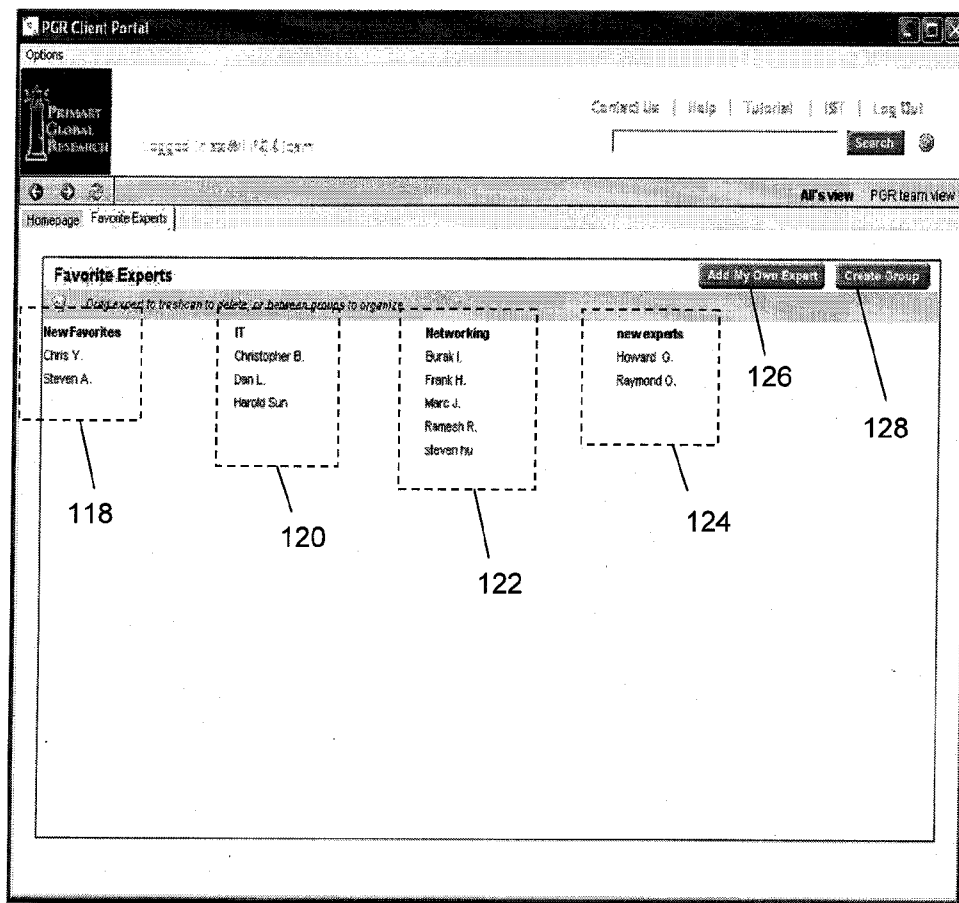 PGR Client Portal
Options
PRIMARY
GLOBAL
RESEARCH
Contact Us | Help | Tutorial | IST | Log Out
Search
Ali's view PGR team view
Homepage Favorite Experts
Favorite Experts
Add My Own Expert Create Group
Drag expert to trashcan to delete, or between groups to organize
New Favorites IT Networking new experts
Chris Y. Christopher B. Burak I. Howard O.
Steven A. Dan L. Frank H. Raymond O.
Harold Sun Marc J.
Ramesh R.
steven hu
126
128
118
120
122
124